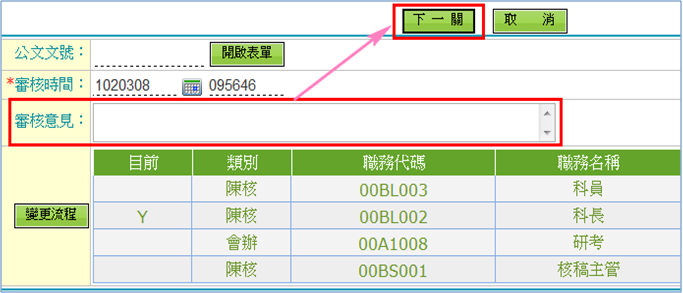 下一關 取消
公文文號： 開啟表單
*審核時間：1020308 095646
審核意見：
目前 類別 職務代碼 職務名稱
陳核 00BL003 科員
變更流程 Y 陳核 00BL002 科長
會辦 00A1008 研考
陳核 00BS001 核稿主管